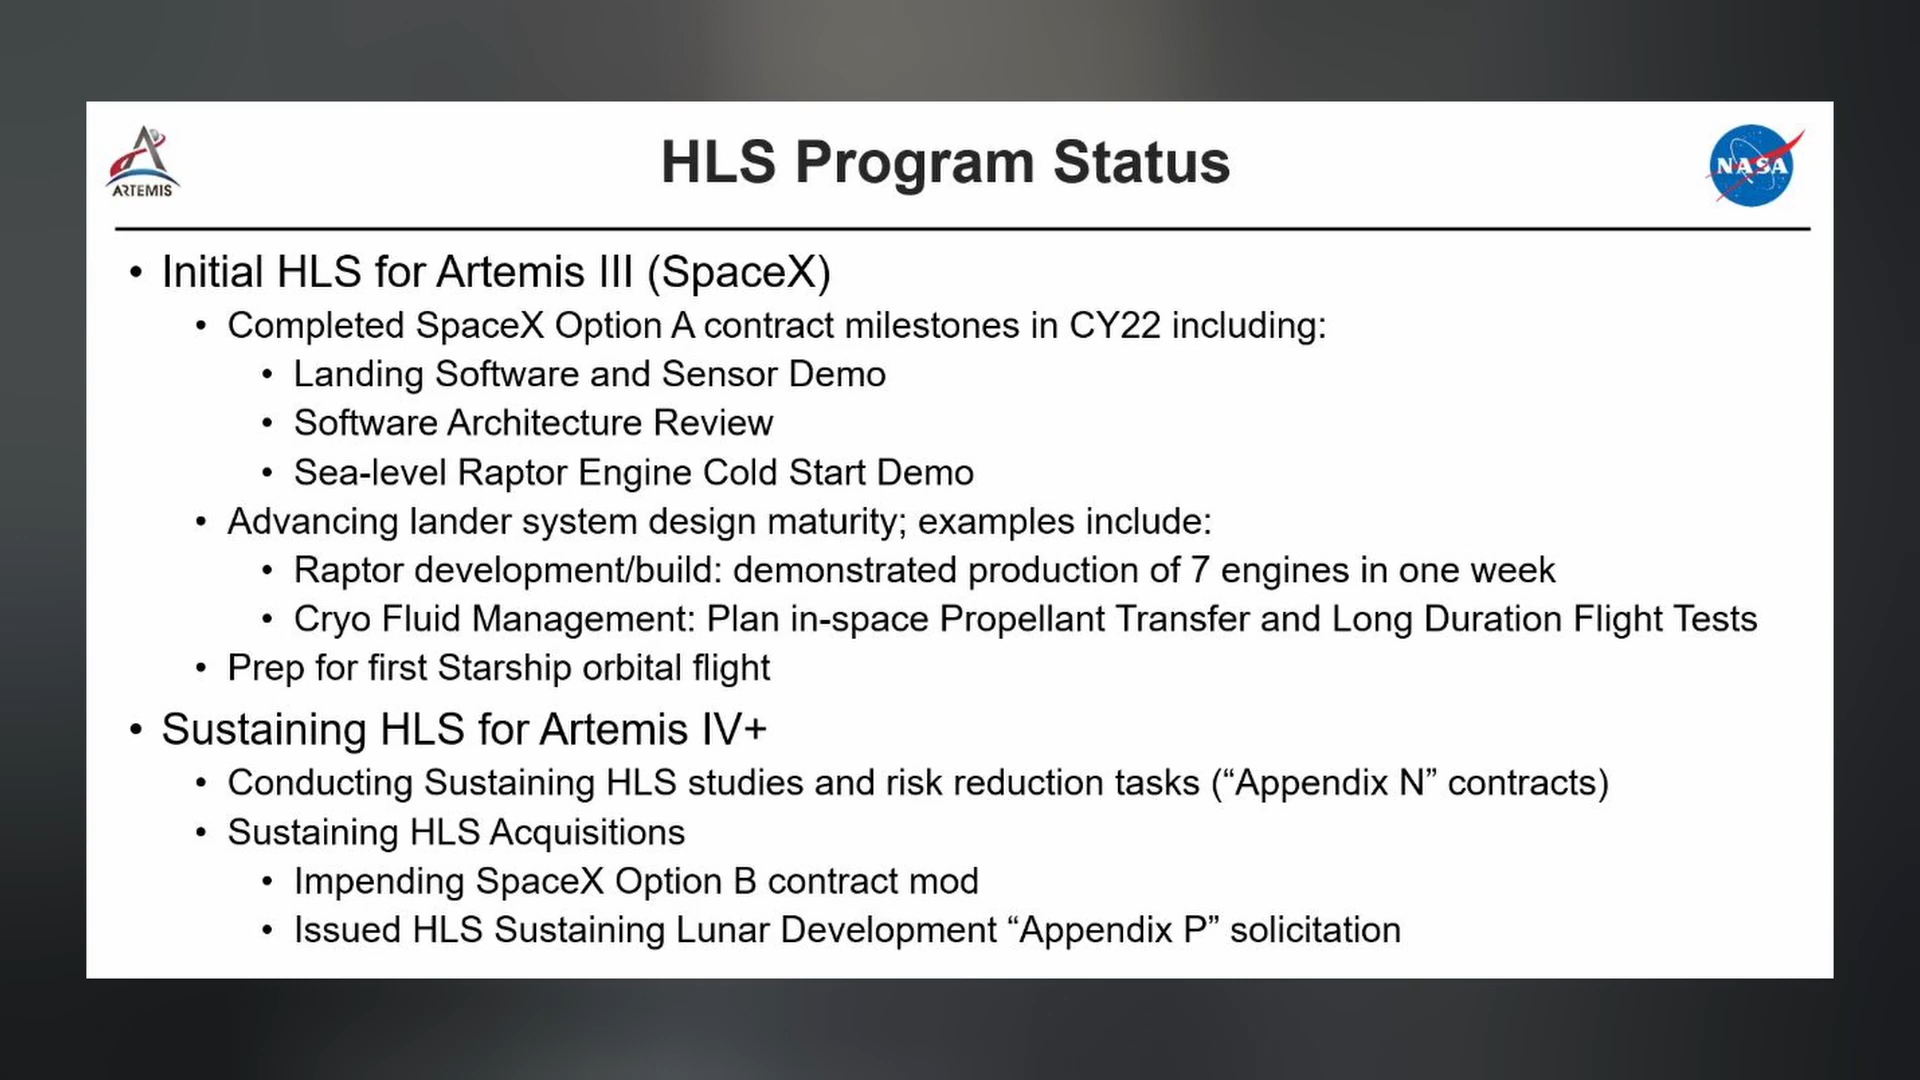 ARTEMIS
HLS Program Status
NASA
• Initial HLS for Artemis III (SpaceX)
• Completed SpaceX Option A contract milestones in CY22 including:
• Landing Software and Sensor Demo
• Software Architecture Review
• Sea-level Raptor Engine Cold Start Demo
• Advancing lander system design maturity; examples include:
• Raptor development/build: demonstrated production of 7 engines in one week
• Cryo Fluid Management: Plan in-space Propellant Transfer and Long Duration Flight Tests
• Prep for first Starship orbital flight
• Sustaining HLS for Artemis IV+
• Conducting Sustaining HLS studies and risk reduction tasks (“Appendix N” contracts)
• Sustaining HLS Acquisitions
• Impending SpaceX Option B contract mod
• Issued HLS Sustaining Lunar Development “Appendix P” solicitation